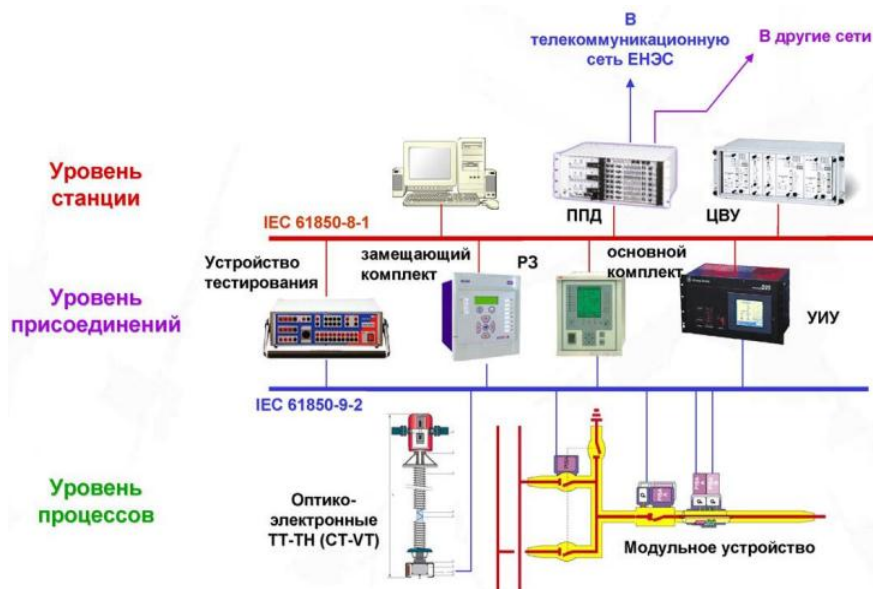 В
телекоммуникационную
сеть ЕНЭС
В другие сети
Уровень
станции
ППД
ЦВУ
IEC 61850-8-1
Устройство
тестирования
замещающий
комплект
РЗ
основной
комплект
Уровень
присоединений
УИУ
IEC 61850-9-2
Уровень
процессов
Оптико-
электронные
ТТ-ТН (CT-VT)
Модульное устройство